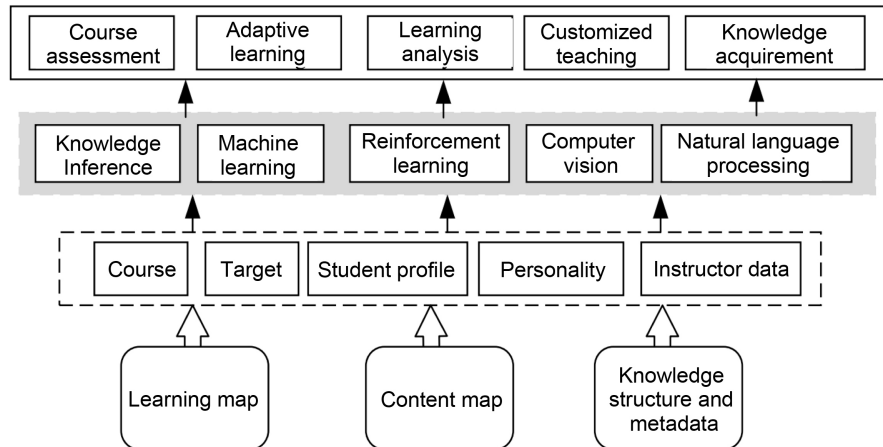 Course
assessment
Adaptive
learning
Learning
analysis
Customized
teaching
Knowledge
acquirement
Knowledge
Inference
Machine
learning
Reinforcement
learning
Computer
vision
Natural language
processing
Course
Target
Student profile
Personality
Instructor data
Learning map
Content map
Knowledge
structure and
metadata